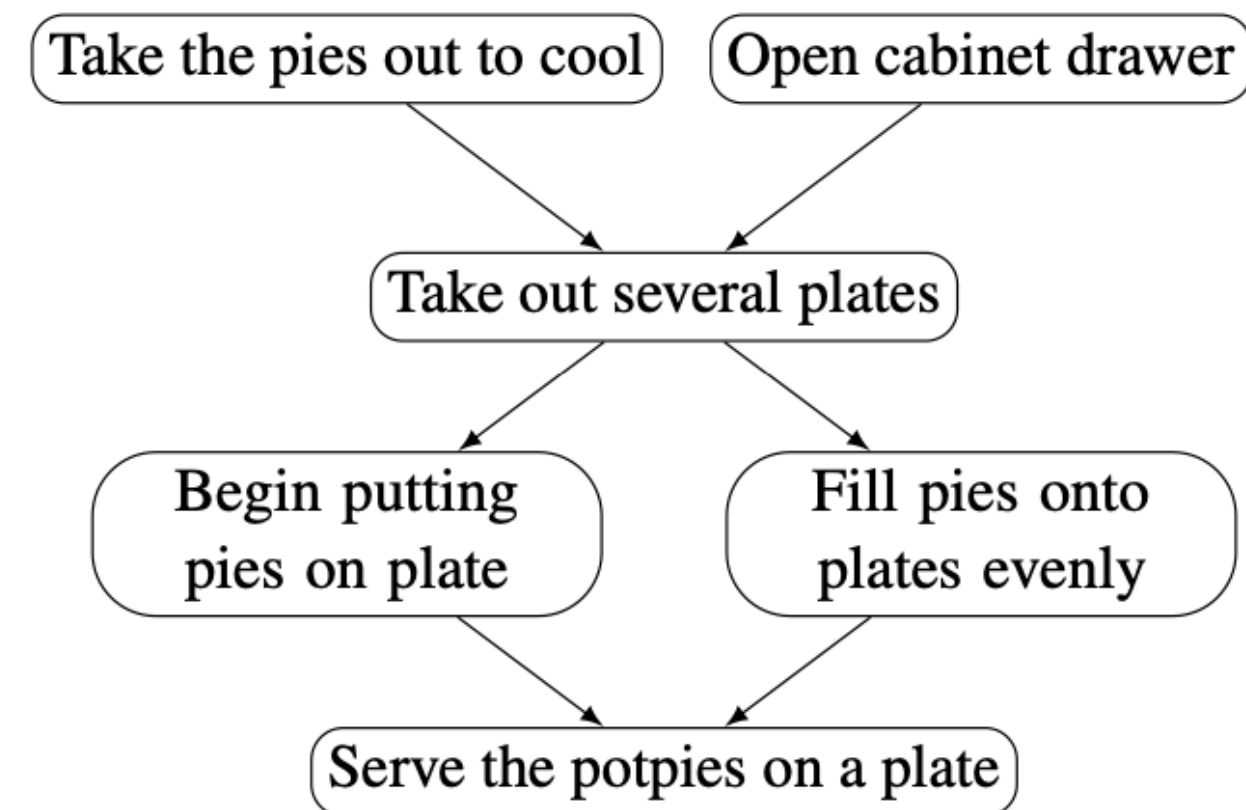 Take the pies out to cool
Open cabinet drawer
Take out several plates
Begin putting
pies on plate
Fill pies onto
plates evenly
Serve the potpies on a plate